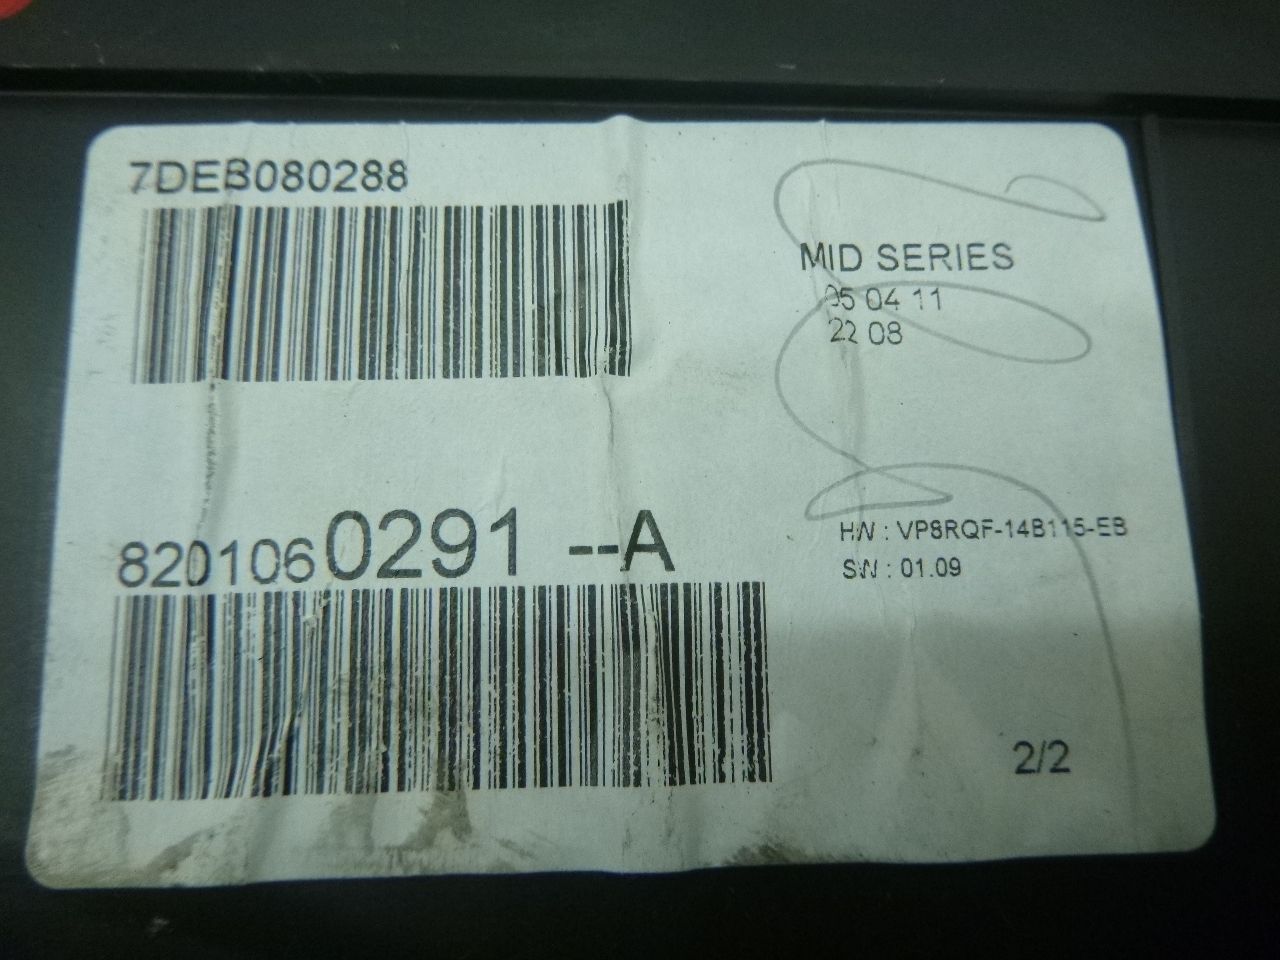 7DEB080288
MID SERIES
05 04 11
22 08
8201060291 --A
HW : VP8RQF-14B115-EB
SW : 01.09
2/2